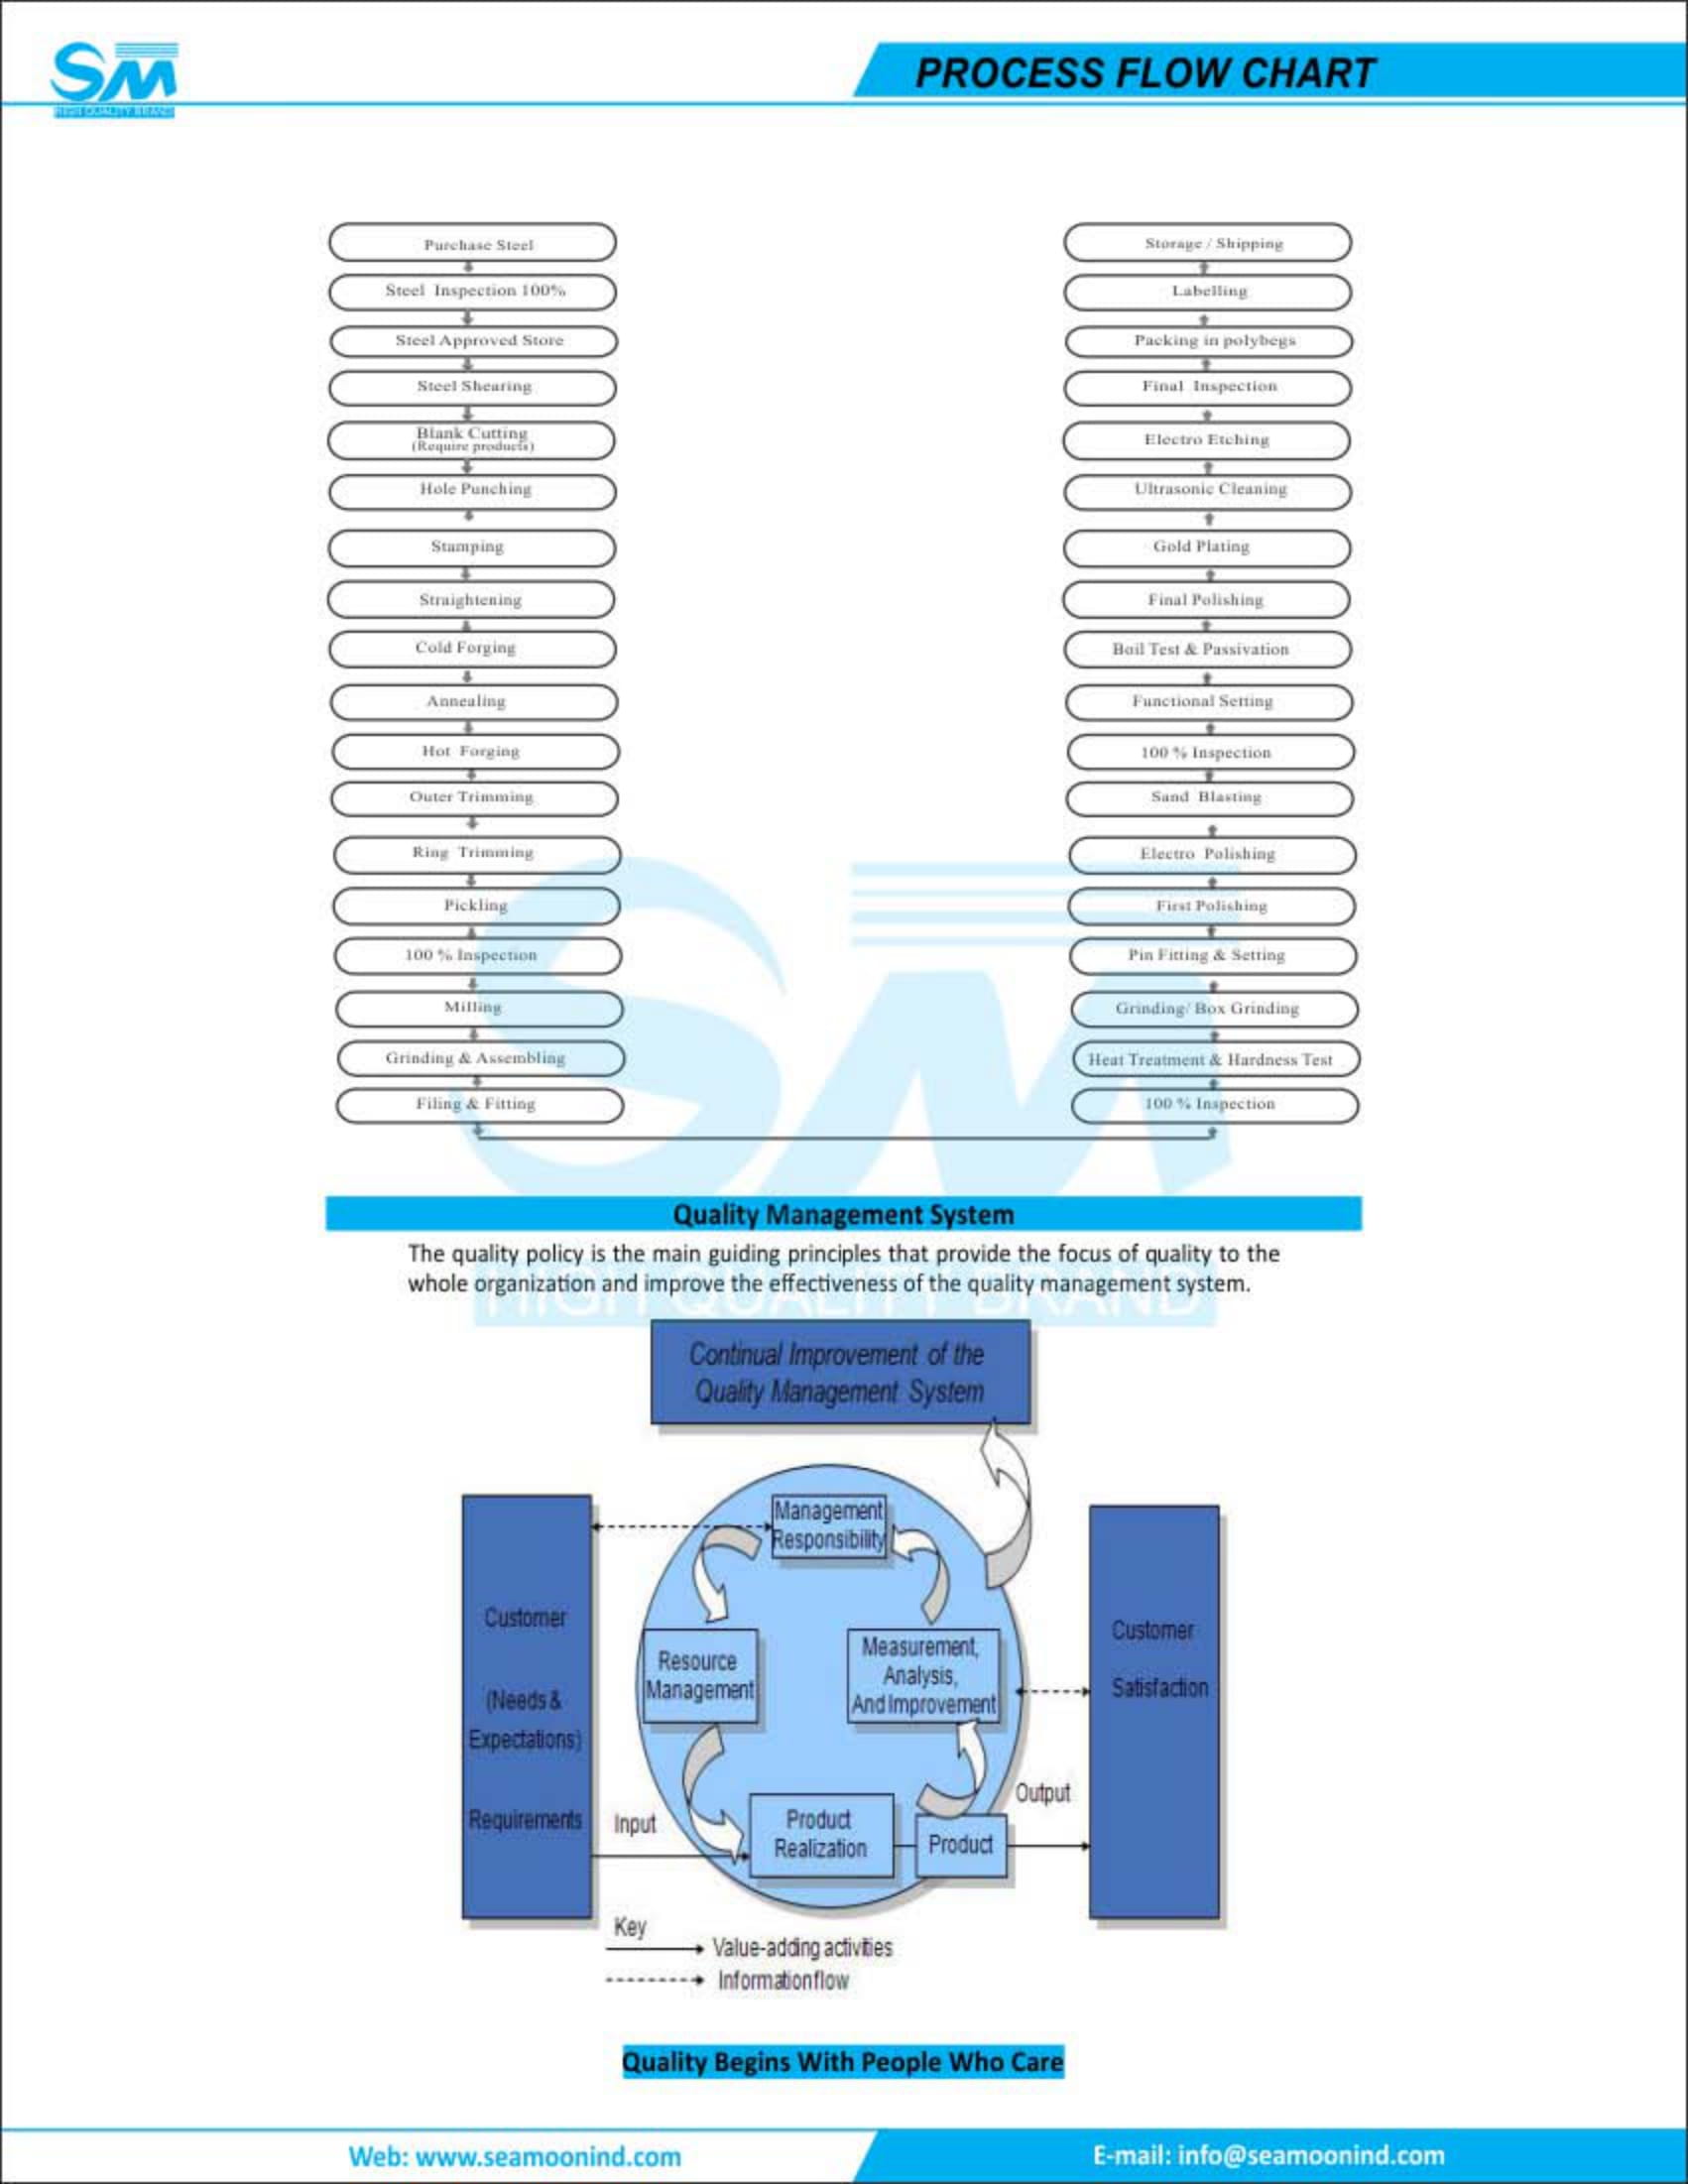 SM
HIGH QUALITY BRAND
PROCESS FLOW CHART
Purchase Steel
Steel Inspection 100%
Steel Approved Store
Steel Shearing
Blank Cutting
(Require products)
Hole Punching
Stamping
Straightening
Cold Forging
Annealing
Hot Forging
Outer Trimming
Ring Trimming
Pickling
100 % Inspection
Milling
Grinding & Assembling
Filing & Fitting
Storage / Shipping
Labelling
Packing in polybegs
Final Inspection
Electro Etching
Ultrasonic Cleaning
Gold Plating
Final Polishing
Boil Test & Passivation
Functional Setting
100 % Inspection
Sand Blasting
Electro Polishing
First Polishing
Pin Fitting & Setting
Grinding/ Box Grinding
Heat Treatment & Hardness Test
100 % Inspection
SM
Quality Management System
The quality policy is the main guiding principles that provide the focus of quality to the
whole organization and improve the effectiveness of the quality management system.
HIGH QUALITY BRAND
Continual Improvement of the
Quality Management System
Customer
(Needs &
Expectations)
Requirements
Management
Responsibility
Resource
Management
Measurement,
Analysis,
And Improvement
Product
Realization
Product
Input
Output
Customer
Satisfaction
Key
Value-adding activities
Information flow
Quality Begins With People Who Care
Web: www.seamoonind.com
E-mail: info@seamoonind.com